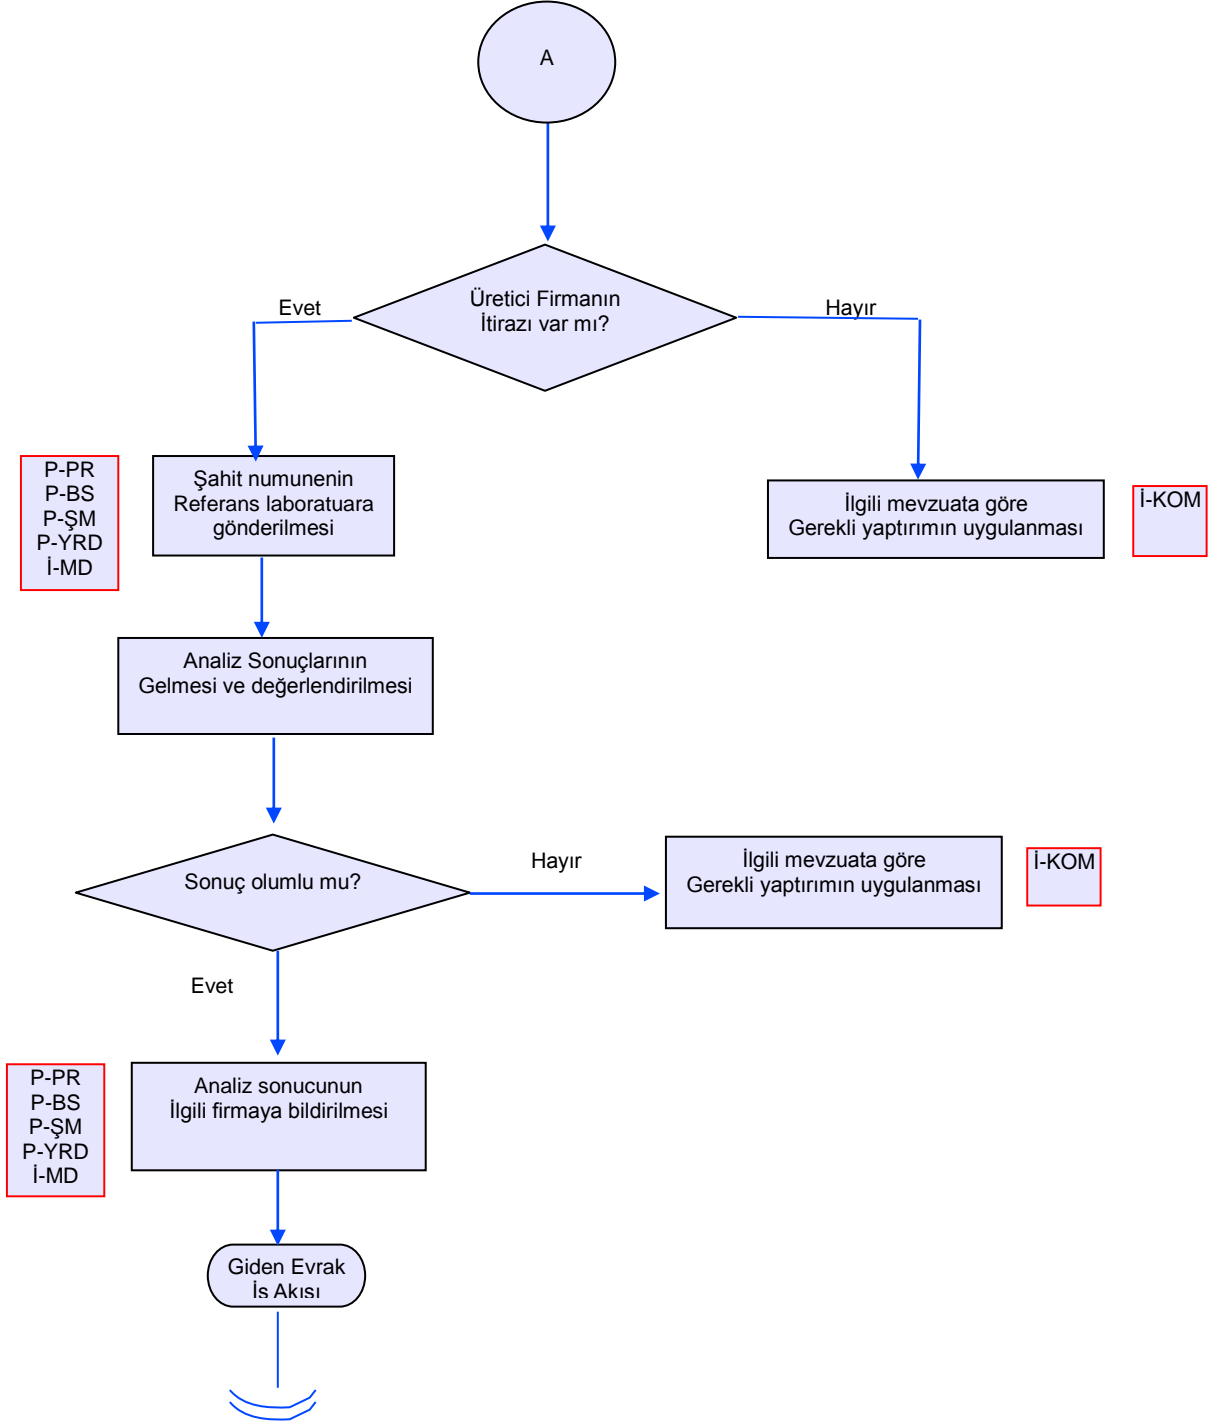 A
Üretici Firmanın
İtirazı var mı?
Evet
Hayır
P-PR
P-BS
P-ŞM
P-YRD
İ-MD
Şahit numunenin
Referans laboratuara
gönderilmesi
İlgili mevzuata göre
Gerekli yaptırımın uygulanması
İ-KOM
Analiz Sonuçlarının
Gelmesi ve değerlendirilmesi
Sonuç olumlu mu?
Hayır
İlgili mevzuata göre
Gerekli yaptırımın uygulanması
İ-KOM
Evet
P-PR
P-BS
P-ŞM
P-YRD
İ-MD
Analiz sonucunun
İlgili firmaya bildirilmesi
Giden Evrak
İş Akışı